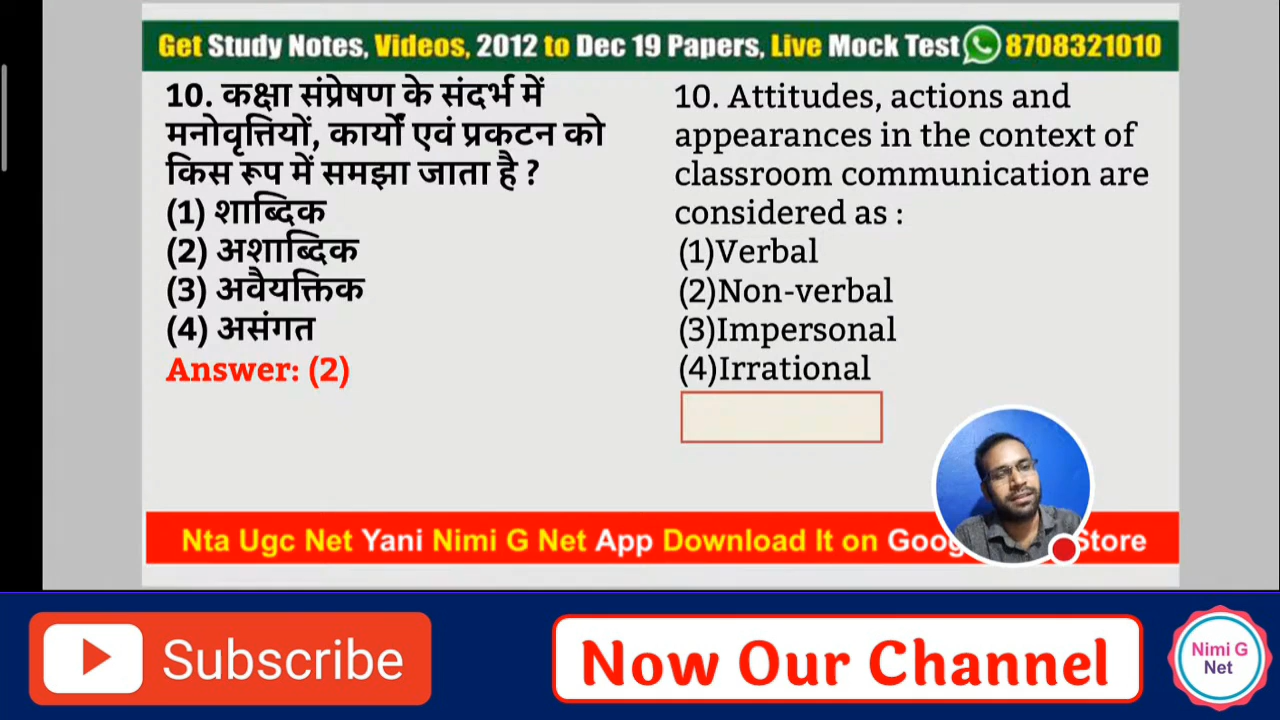 Get Study Notes, Videos, 2012 to Dec 19 Papers, Live Mock Test 8708321010
10. कक्षा संप्रेषण के संदर्भ में
मनोवृत्तियों, कार्यों एवं प्रकटन को
किस रूप में समझा जाता है ?
(1) शाब्दिक
(2) अशाब्दिक
(3) अवैयक्तिक
(4) असंगत
Answer: (2)
10. Attitudes, actions and
appearances in the context of
classroom communication are
considered as :
(1)Verbal
(2)Non-verbal
(3)Impersonal
(4)Irrational
Nta Ugc Net Yani Nimi G Net App Download It on Store
Subscribe
Now Our Channel
Nimi G
Net